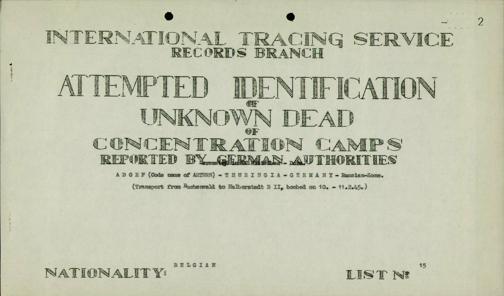 2
INTERNATIONAL TRACING SERVICE
RECORDS BRANCH
ATTEMPTED IDENTIFICATION
OF
UNKNOWN DEAD
OF
CONCENTRATION CAMPS
REPORTED BY GERMAN AUTHORITIES
ADORF (Code name of ARTERN) - THURINGIA - GERMANY - Russian-Zone.
(Transport from Buchenwald to Halberstadt B II, bombed on 10. - 11.2.45.)
NATIONALITY: BELGIAN
LIST No 15